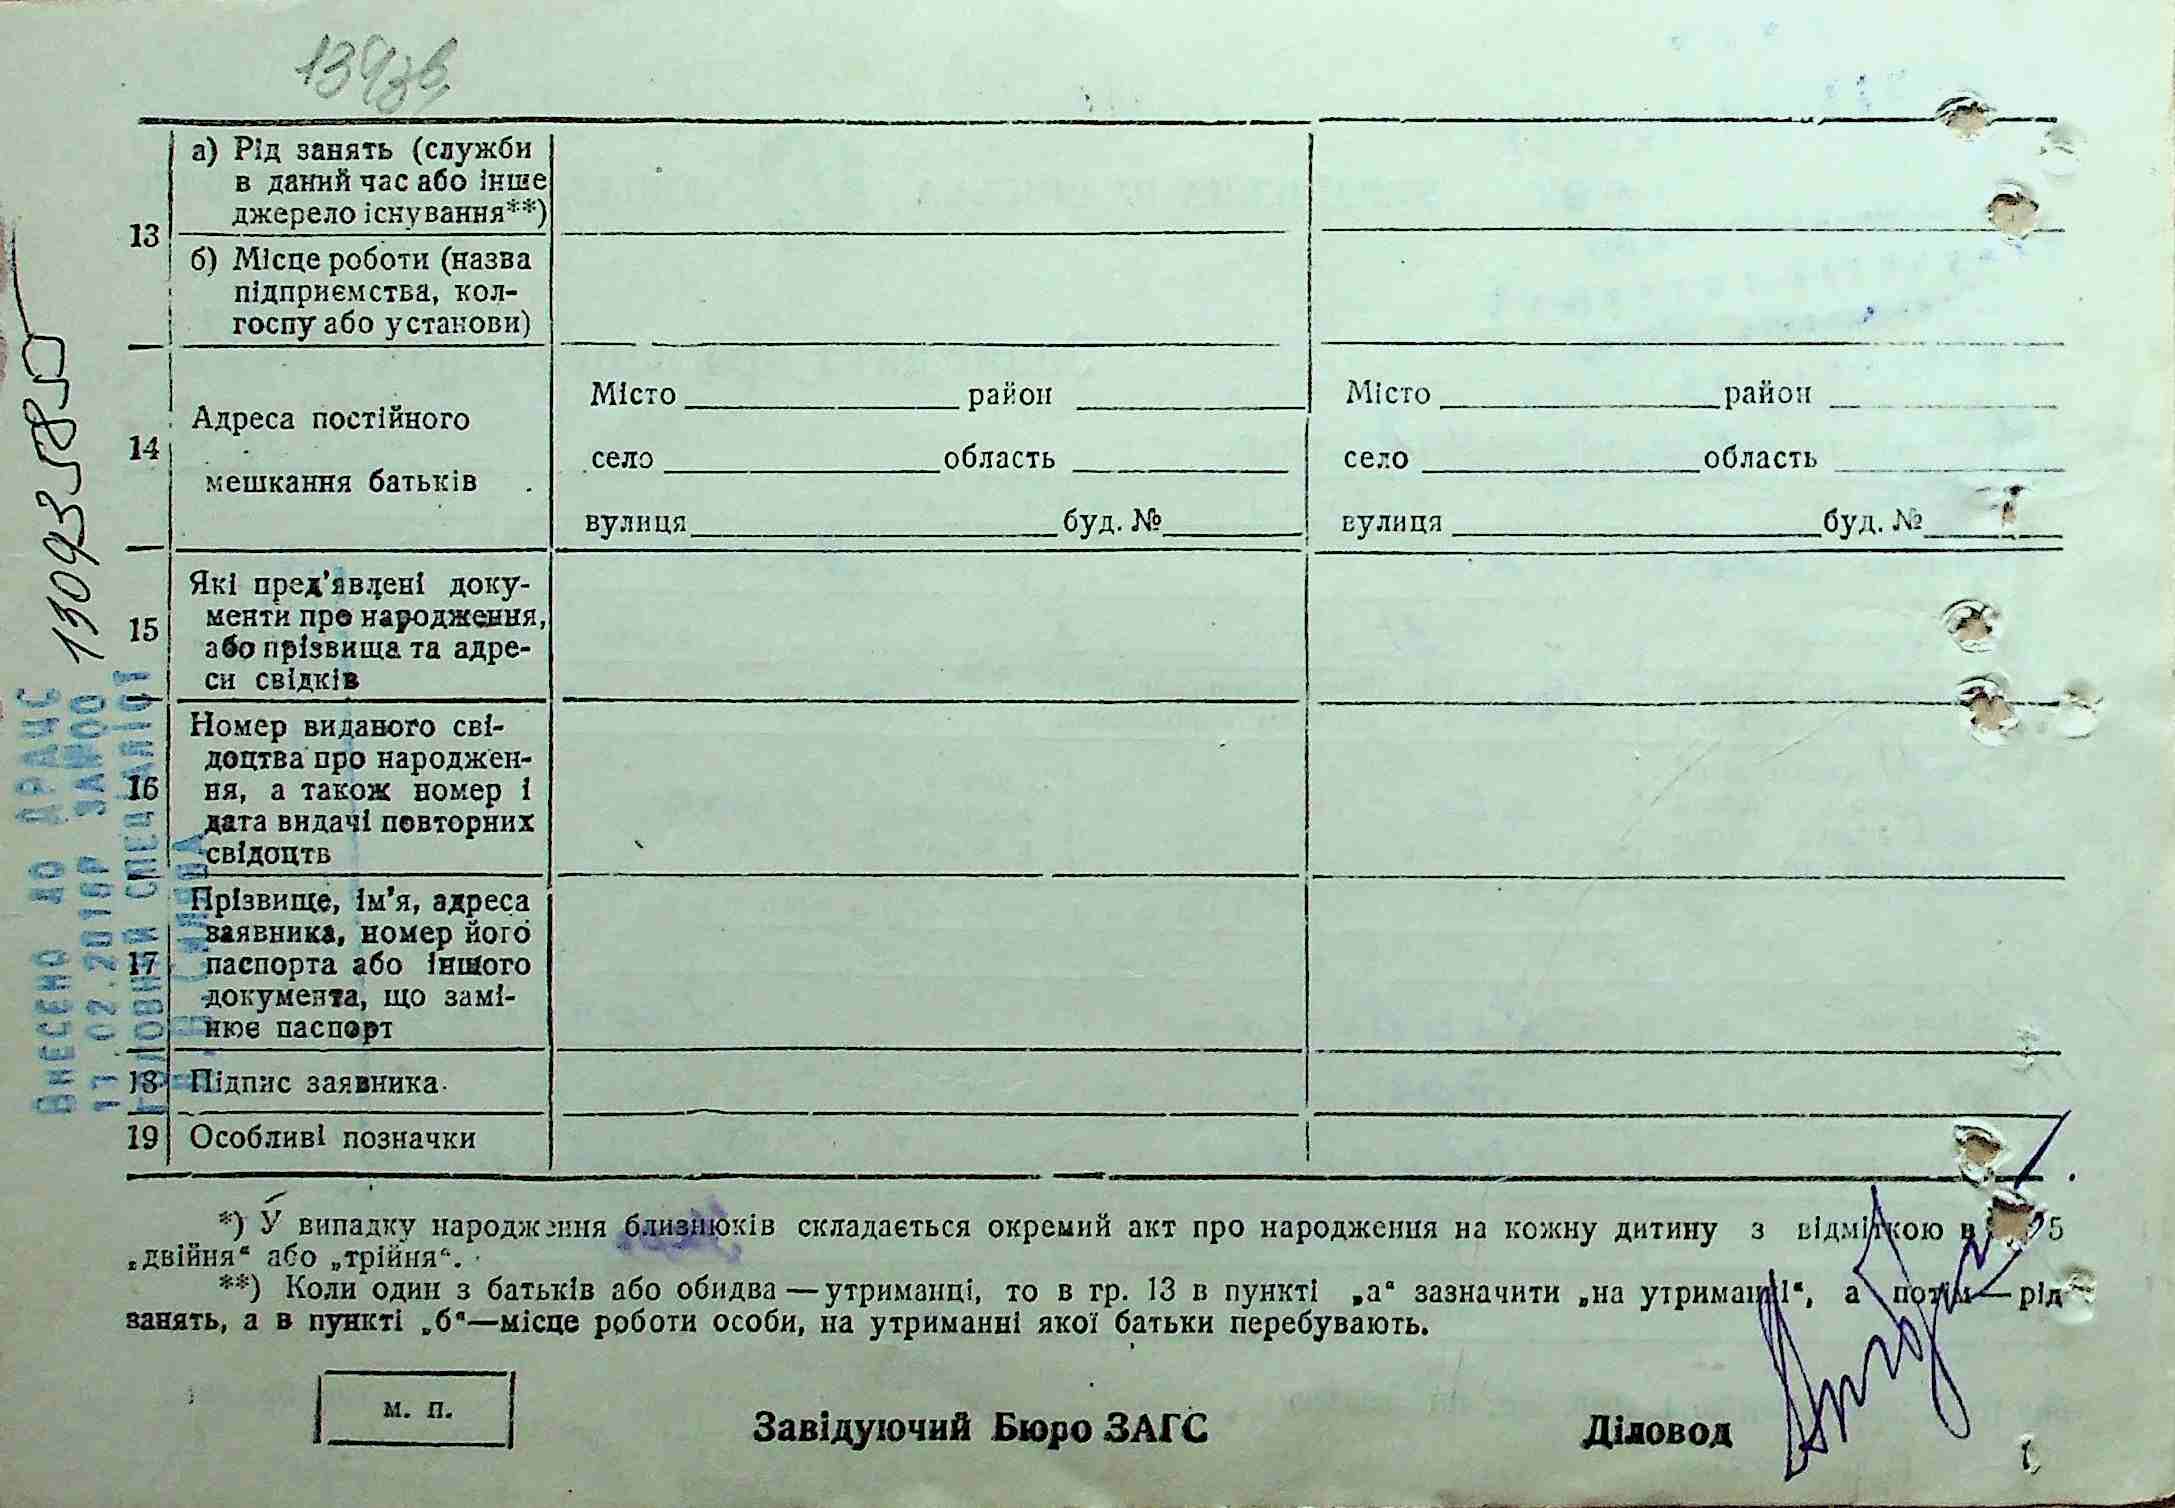 13
а) Рід занять (служби
в даний час або інше
джерело існування**)
б) Місце роботи (назва
підприємства, кол-
госпу або установи)
14
Адреса постійного
мешкання батьків
Місто район
село область
вулиця буд. №
Місто район
село область
вулиця буд. №
15
Які пред'явлені доку-
менти про народження,
або прізвища та адре-
си свідків
16
Номер виданого сві-
доцтва про народжен-
ня, а також номер і
дата видачі повторних
свідоцтв
17
Прізвище, ім'я, адреса
заявника, номер його
паспорта або іншого
документа, що замі-
нює паспорт
18 Підпис заявника
19 Особливі позначки
130935855
ВНЕСЕНО ДО ДРАЦС
17.02.2018Р ЗАЙОО
ГОЛОВНИЙ СПЕЦІАЛІСТ
*) У випадку народження близнюків складається окремий акт про народження на кожну дитину з відміткою в 5
„двійня“ або „трійня“.
**) Коли один з батьків або обидва—утриманці, то в гр. 13 в пункті „а“ зазначити „на утриманні“, а потім—рід
занять, а в пункті „б“—місце роботи особи, на утриманні якої батьки перебувають.
м. п.
Завідуючий Бюро ЗАГС
Діловод